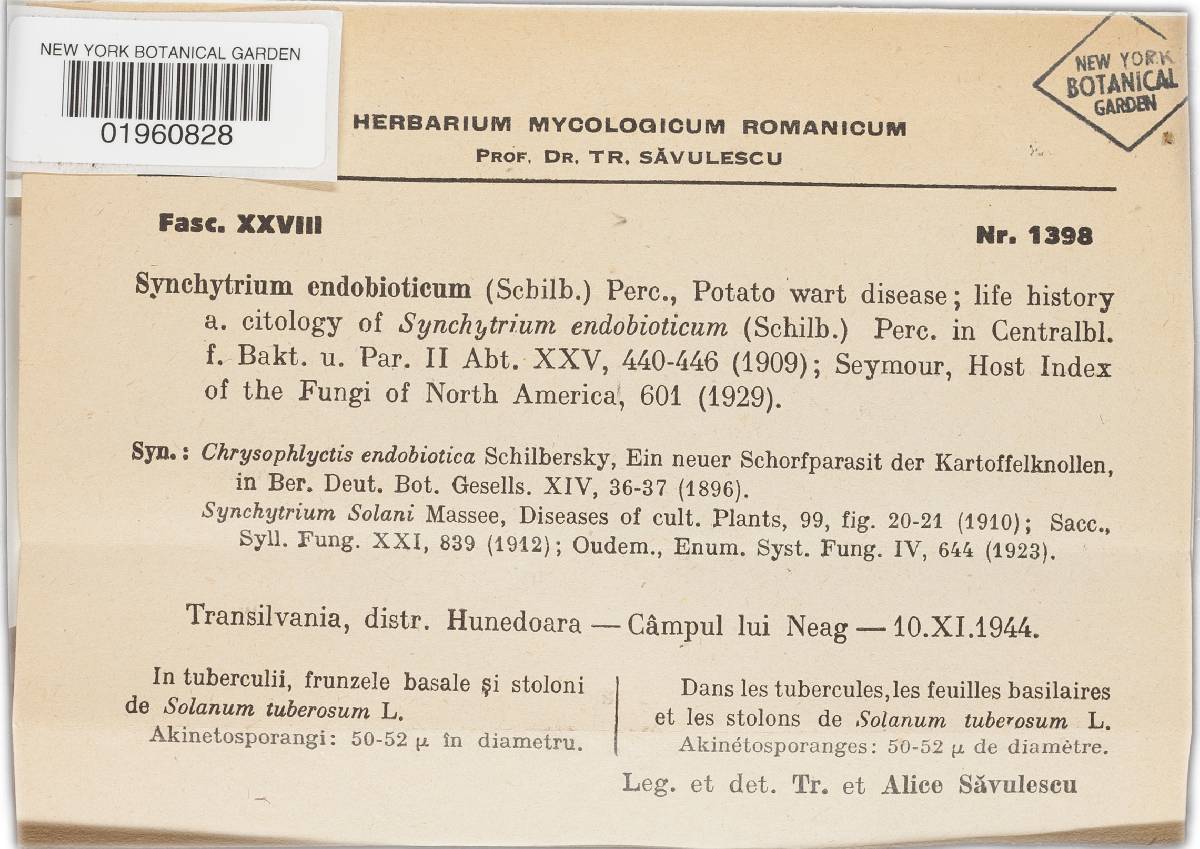 NEW YORK BOTANICAL GARDEN
01960828
NEW YORK
BOTANICAL
GARDEN
HERBARIUM MYCOLOGICUM ROMANICUM
PROF. DR. TR. SĂVULESCU
Fasc. XXVIII
Nr. 1398
Synchytrium endobioticum (Schilb.) Perc., Potato wart disease; life history
a. citology of Synchytrium endobioticum (Schilb.) Perc. in Centralbl.
f. Bakt. u. Par. II Abt. XXV, 440-446 (1909); Seymour, Host Index
of the Fungi of North America, 601 (1929).
Syn.: Chrysophlyctis endobiotica Schilbersky, Ein neuer Schorfparasit der Kartoffelknollen,
in Ber. Deut. Bot. Gesells. XIV, 36-37 (1896).
Synchytrium Solani Massee, Diseases of cult. Plants, 99, fig. 20-21 (1910); Sacc.,
Syll. Fung. XXI, 839 (1912); Oudem., Enum. Syst. Fung. IV, 644 (1923).
Transilvania, distr. Hunedoara — Câmpul lui Neag — 10.XI.1944.
In tuberculii, frunzele basale și stoloni
de Solanum tuberosum L.
Akinetosporangi: 50-52 µ în diametru.
Dans les tubercules, les feuilles basilaires
et les stolons de Solanum tuberosum L.
Akinétosporanges: 50-52 µ de diamètre.
Leg. et det. Tr. et Alice Săvulescu